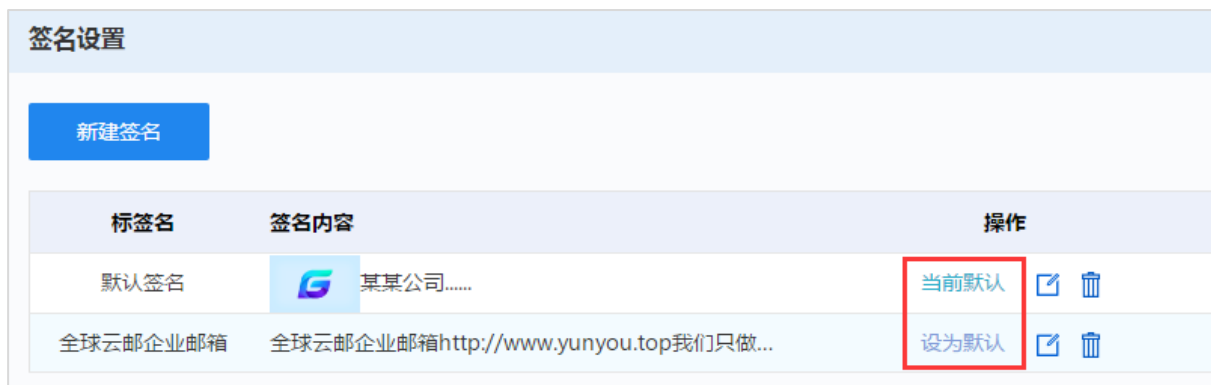 签名设置
新建签名
标签名 签名内容 操作
默认签名 某某公司...... 当前默认
全球云邮企业邮箱 全球云邮企业邮箱http://www.yunyou.top我们只做... 设为默认